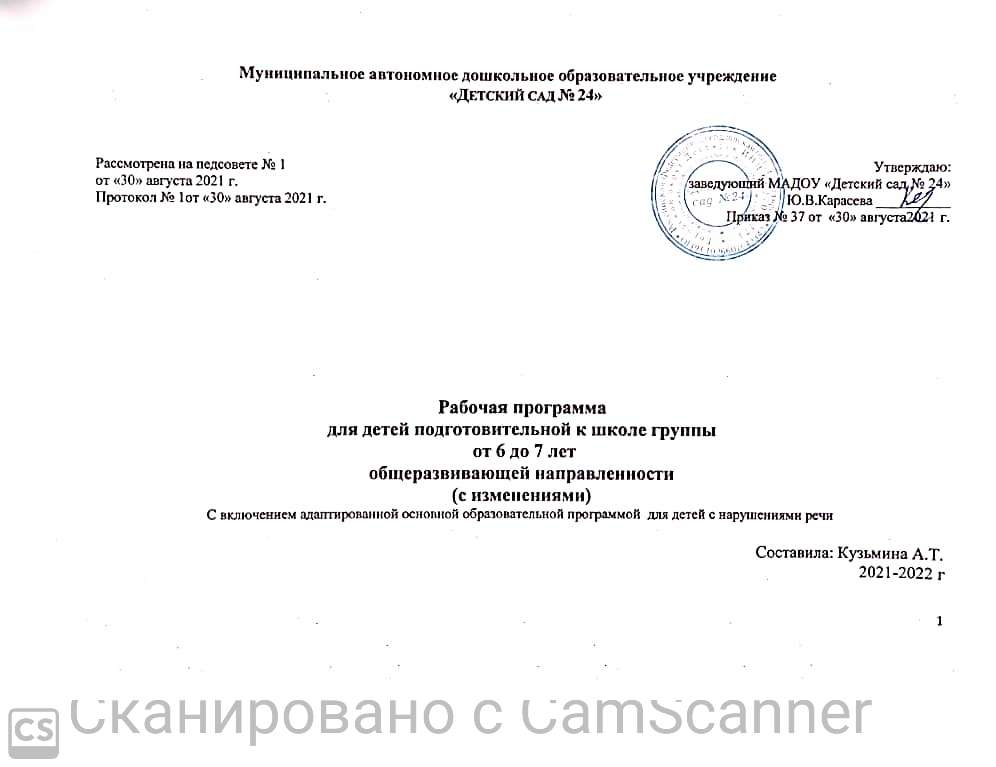 Муниципальное автономное дошкольное образовательное учреждение
«ДЕТСКИЙ САД № 24»
Рассмотрена на педсовете № 1
от «30» августа 2021 г.
Протокол № 1от «30» августа 2021 г.
Утверждаю:
заведующий МАДОУ «Детский сад № 24»
Ю.В.Карасева
Приказ № 37 от «30» августа2021 г.
сад №24
Рабочая программа
для детей подготовительной к школе группы
от 6 до 7 лет
общеразвивающей направленности
(с изменениями)
С включением адаптированной основной образовательной программой для детей с нарушениями речи
Составила: Кузьмина А.Т.
2021-2022 г
1
CS Сканировано с CamScanner